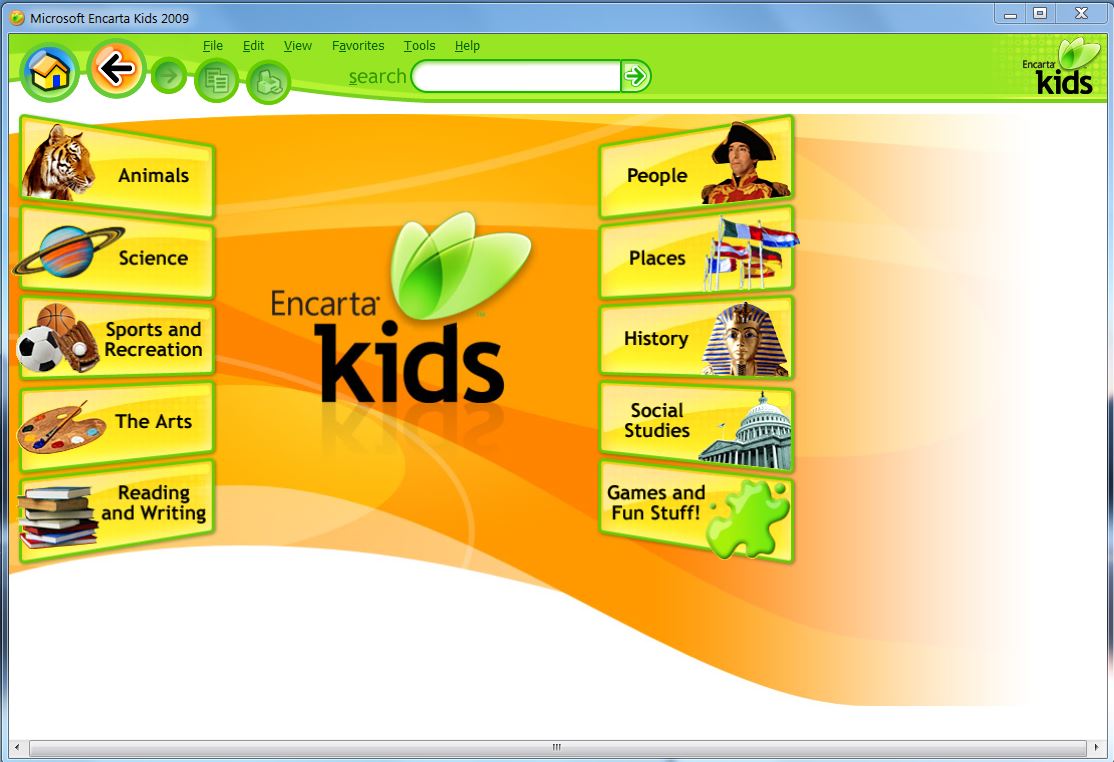 Microsoft Encarta Kids 2009
File Edit View Favorites Tools Help
search
Encarta
kids
Animals
Science
Sports and
Recreation
The Arts
Reading
and Writing
Encarta
kids™
People
Places
History
Social
Studies
Games and
Fun Stuff!